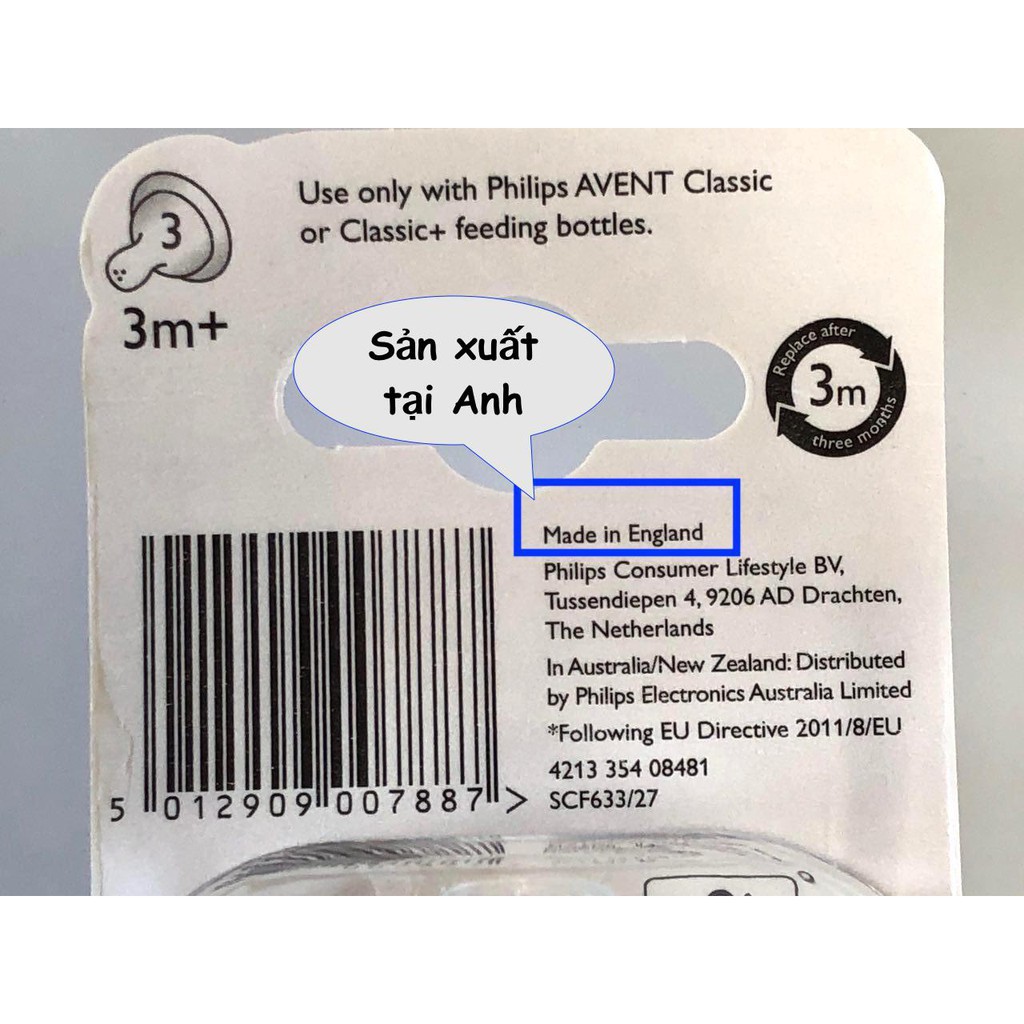 Use only with Philips AVENT Classic
or Classic+ feeding bottles.
3
3m+
Sản xuất
tại Anh
Replace after
3m
three months
Made in England
Philips Consumer Lifestyle BV,
Tussendiepen 4, 9206 AD Drachten,
The Netherlands
In Australia/New Zealand: Distributed
by Philips Electronics Australia Limited
*Following EU Directive 2011/8/EU
4213 354 08481
SCF633/27
5 012909 007887 >